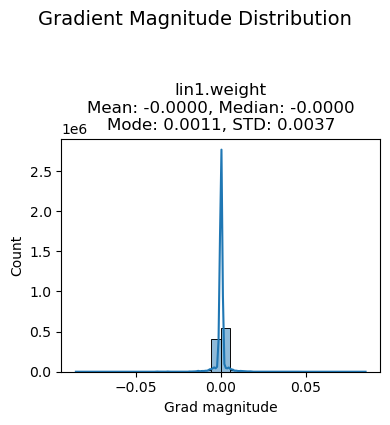 Gradient Magnitude Distribution
lin1.weight
Mean: -0.0000, Median: -0.0000
Mode: 0.0011, STD: 0.0037
1e6
2.5
2.0
1.5
1.0
0.5
0.0
Count
−0.05
0.00
0.05
Grad magnitude